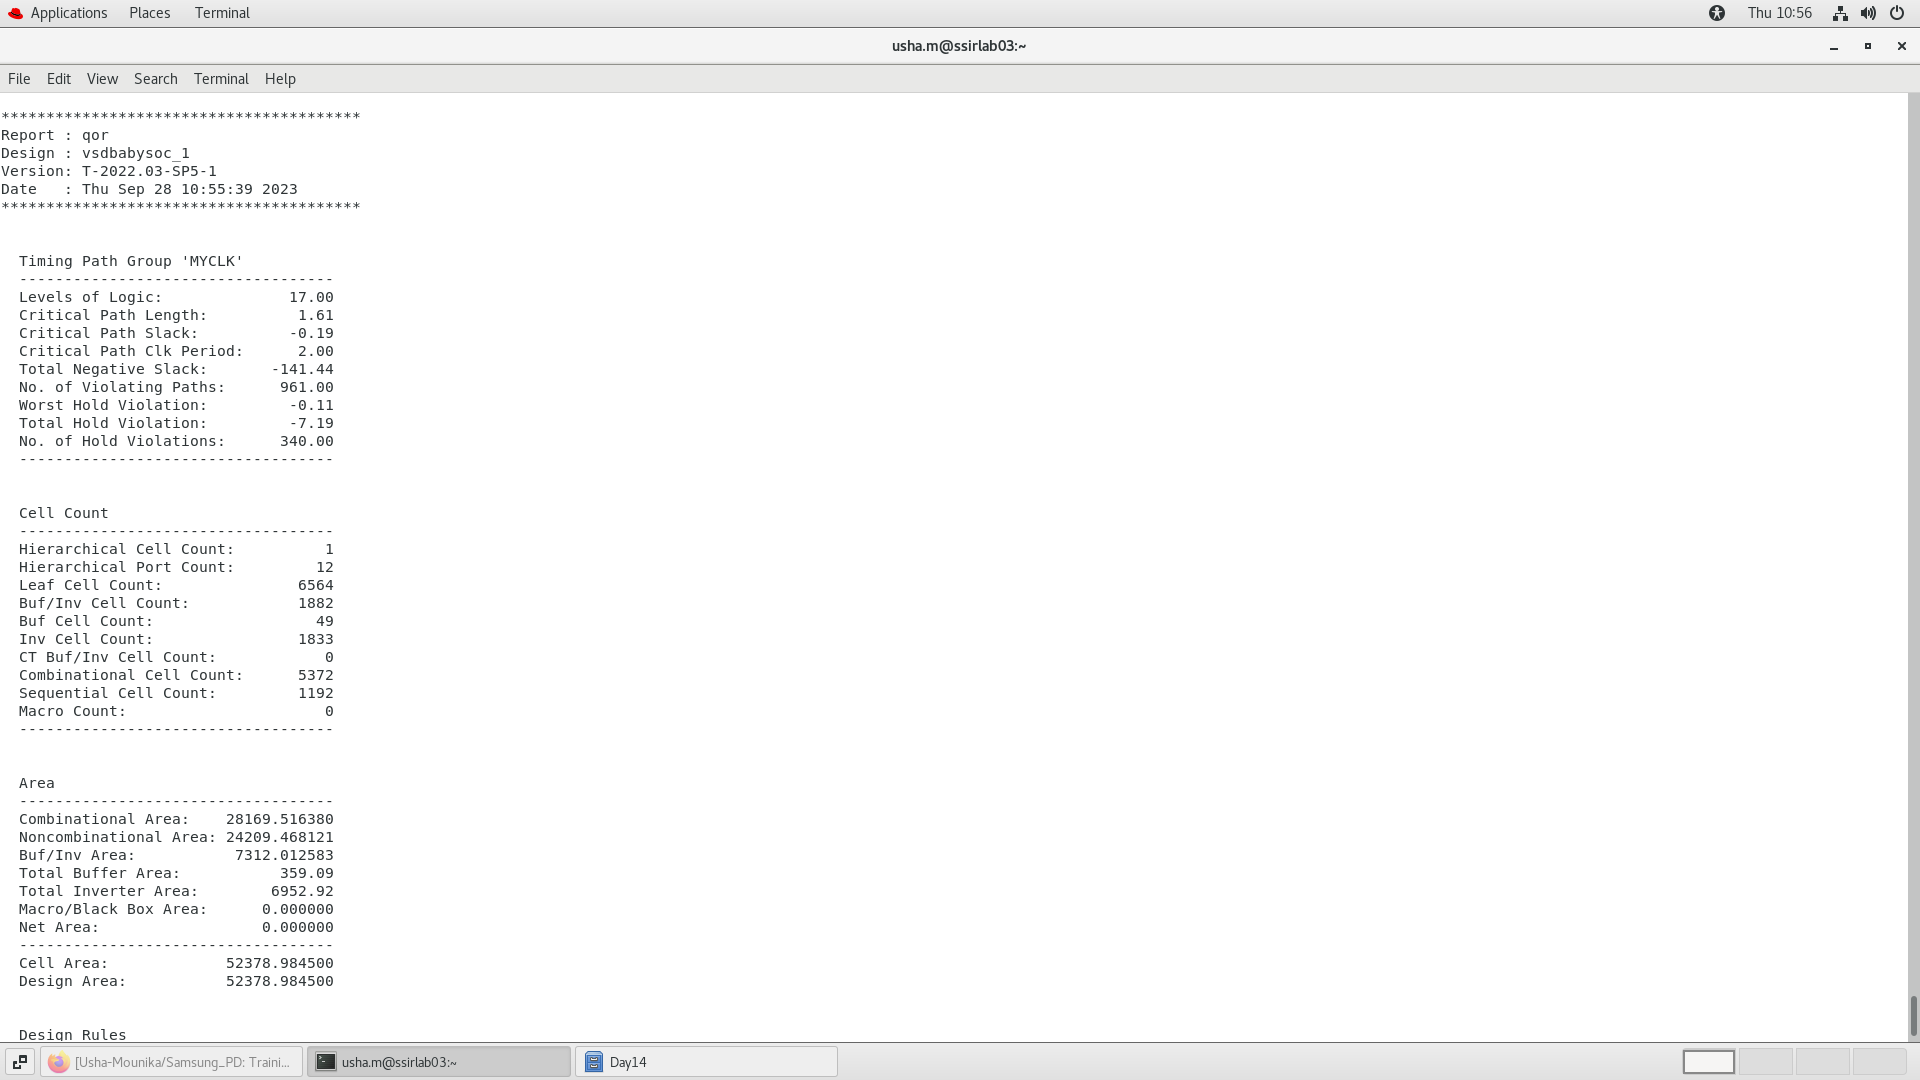 Applications Places Terminal Thu 10:56
usha.m@ssirlab03:~
File Edit View Search Terminal Help
****************************************
Report : qor
Design : vsdbabysoc_1
Version: T-2022.03-SP5-1
Date   : Thu Sep 28 10:55:39 2023
****************************************
Timing Path Group 'MYCLK'
-----------------------------------
Levels of Logic:              17.00
Critical Path Length:          1.61
Critical Path Slack:          -0.19
Critical Path Clk Period:      2.00
Total Negative Slack:       -141.44
No. of Violating Paths:      961.00
Worst Hold Violation:         -0.11
Total Hold Violation:         -7.19
No. of Hold Violations:      340.00
-----------------------------------
Cell Count
-----------------------------------
Hierarchical Cell Count:          1
Hierarchical Port Count:         12
Leaf Cell Count:               6564
Buf/Inv Cell Count:            1882
Buf Cell Count:                  49
Inv Cell Count:                1833
CT Buf/Inv Cell Count:            0
Combinational Cell Count:      5372
Sequential Cell Count:         1192
Macro Count:                      0
-----------------------------------
Area
-----------------------------------
Combinational Area:    28169.516380
Noncombinational Area: 24209.468121
Buf/Inv Area:           7312.012583
Total Buffer Area:           359.09
Total Inverter Area:        6952.92
Macro/Black Box Area:      0.000000
Net Area:                  0.000000
-----------------------------------
Cell Area:             52378.984500
Design Area:           52378.984500
Design Rules
[Usha-Mounika/Samsung_PD: Traini... usha.m@ssirlab03:~ Day14